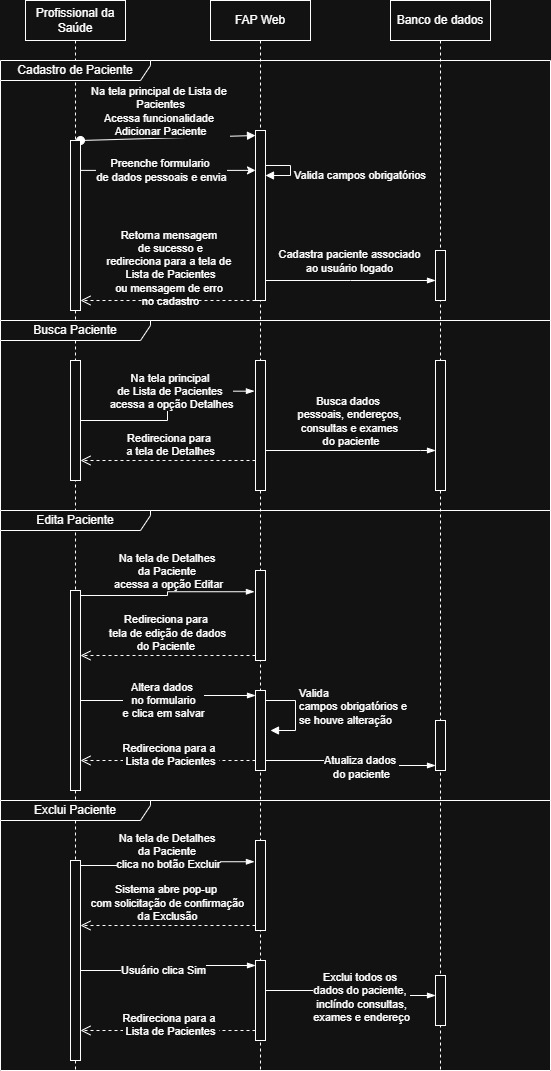 Profissional da
Saúde
FAP Web
Banco de dados
Cadastro de Paciente
Na tela principal de Lista de
Pacientes
Acessa funcionalidade
Adicionar Paciente
Preenche formulario
de dados pessoais e envia
Valida campos obrigatórios
Retorna mensagem
de sucesso e
redireciona para a tela de
Lista de Pacientes
ou mensagem de erro
no cadastro
Cadastra paciente associado
ao usuário logado
Busca Paciente
Na tela principal
de Lista de Pacientes
acessa a opção Detalhes
Busca dados
pessoais, endereços,
consultas e exames
do paciente
Redireciona para
a tela de Detalhes
Edita Paciente
Na tela de Detalhes
da Paciente
acessa a opção Editar
Redireciona para
tela de edição de dados
do Paciente
Altera dados
no formulario
e clica em salvar
Valida
campos obrigatórios e
se houve alteração
Redireciona para a
Lista de Pacientes
Atualiza dados
do paciente
Exclui Paciente
Na tela de Detalhes
da Paciente
clica no botão Excluir
Sistema abre pop-up
com solicitação de confirmação
da Exclusão
Usuário clica Sim
Exclui todos os
dados do paciente,
inclíndo consultas,
exames e endereço
Redireciona para a
Lista de Pacientes